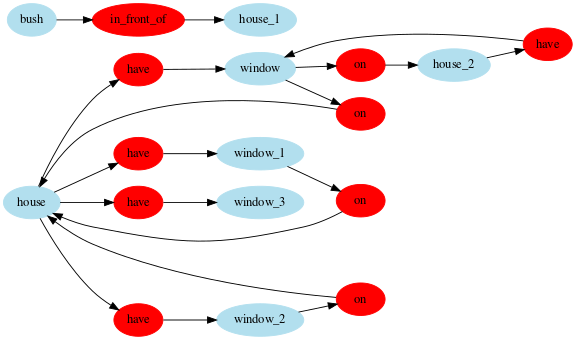 bush in_front_of house_1
have
have window on house_2
on
have window_1
house have window_3 on
on
have window_2